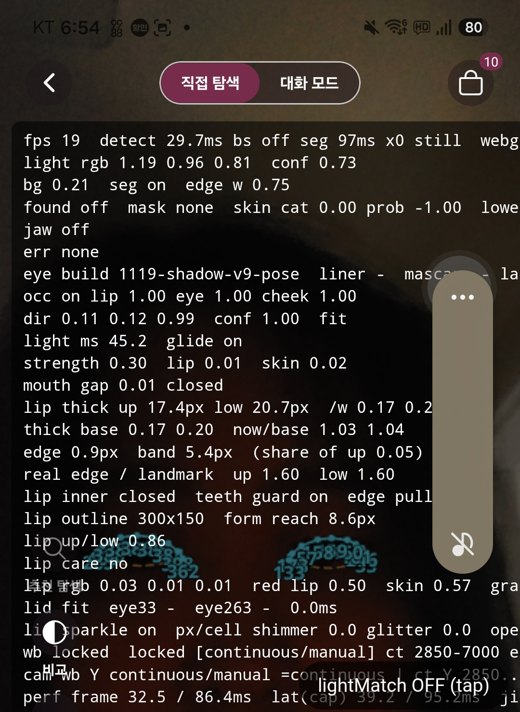 KT 6:54
HD
80
직접 탐색 대화 모드
10
fps 19 detect 29.7ms bs off seg 97ms x0 still webg
light rgb 1.19 0.96 0.81 conf 0.73
bg 0.21 seg on edge w 0.75
found off mask none skin cat 0.00 prob -1.00 lowe
jaw off
err none
eye build 1119-shadow-v9-pose liner - masca - la
occ on lip 1.00 eye 1.00 cheek 1.00
dir 0.11 0.12 0.99 conf 1.00 fit
light ms 45.2 glide on
strength 0.30 lip 0.01 skin 0.02
mouth gap 0.01 closed
lip thick up 17.4px low 20.7px /w 0.17 0.2
thick base 0.17 0.20 now/base 1.03 1.04
edge 0.9px band 5.4px (share of up 0.05)
real edge / landmark up 1.60 low 1.60
lip inner closed teeth guard on edge pull
lip outline 300x150 form reach 8.6px
lip up/low 0.86
lip care no
lip rgb 0.03 0.01 0.01 red lip 0.50 skin 0.57 gra
lid fit eye33 - eye263 - 0.0ms
lip sparkle on px/cell shimmer 0.0 glitter 0.0 ope
wb locked locked [continuous/manual] ct 2850-7000 e
비교
cam wb Y continuous/manual =continuous | ct Y 2850..
perf frame 32.5 / 86.4ms lat(cap) 39.2 / 95.2ms ji
lightMatch OFF (tap)